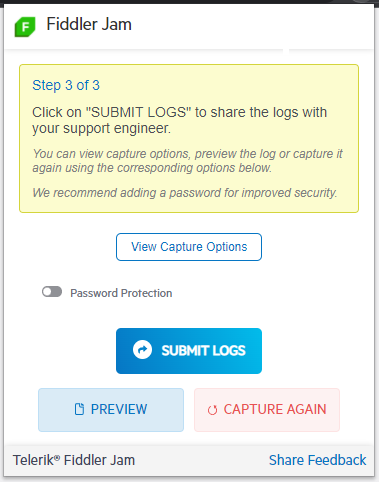 F Fiddler Jam
Step 3 of 3
Click on "SUBMIT LOGS" to share the logs with
your support engineer.
You can view capture options, preview the log or capture it
again using the corresponding options below.
We recommend adding a password for improved security.
View Capture Options
Password Protection
SUBMIT LOGS
PREVIEW
CAPTURE AGAIN
Telerik® Fiddler Jam
Share Feedback